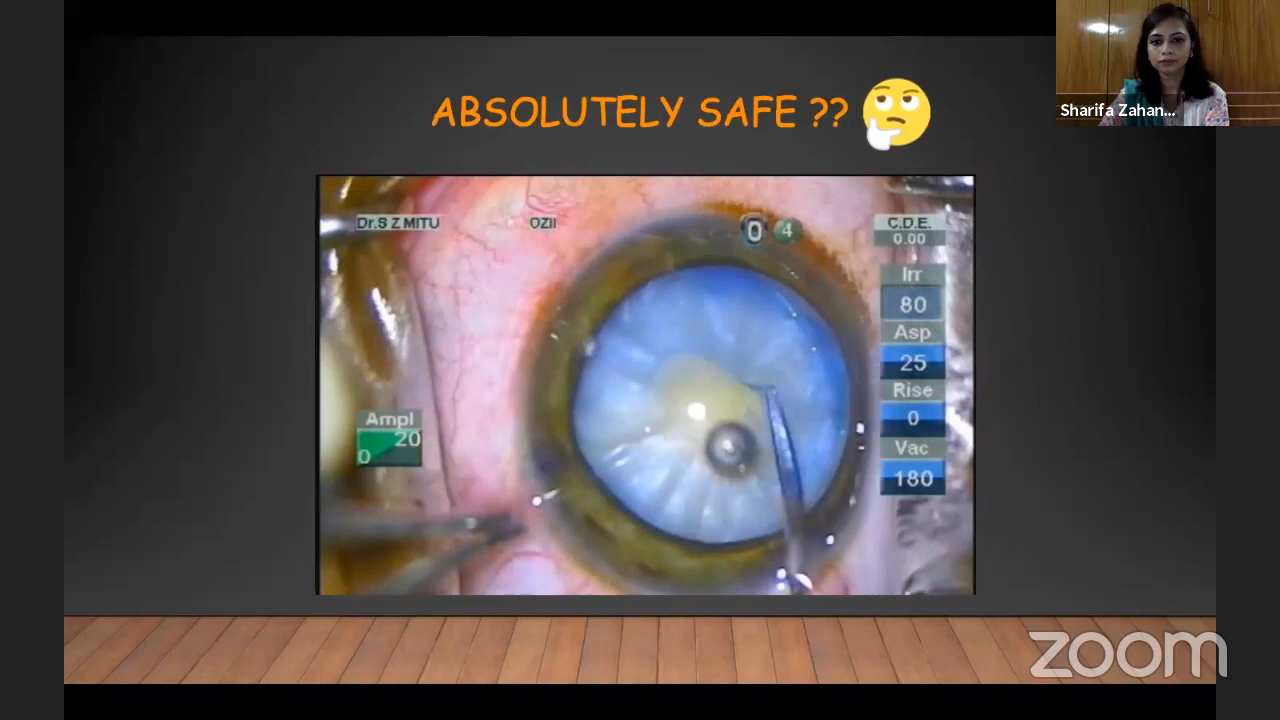 Sharifa Zahan...
ABSOLUTELY SAFE ??
Dr.S Z MITU
OZII
0 4
C.D.E.
0.00
Irr
80
Asp
25
Rise
0
Vac
180
Ampl
20
0
zoom